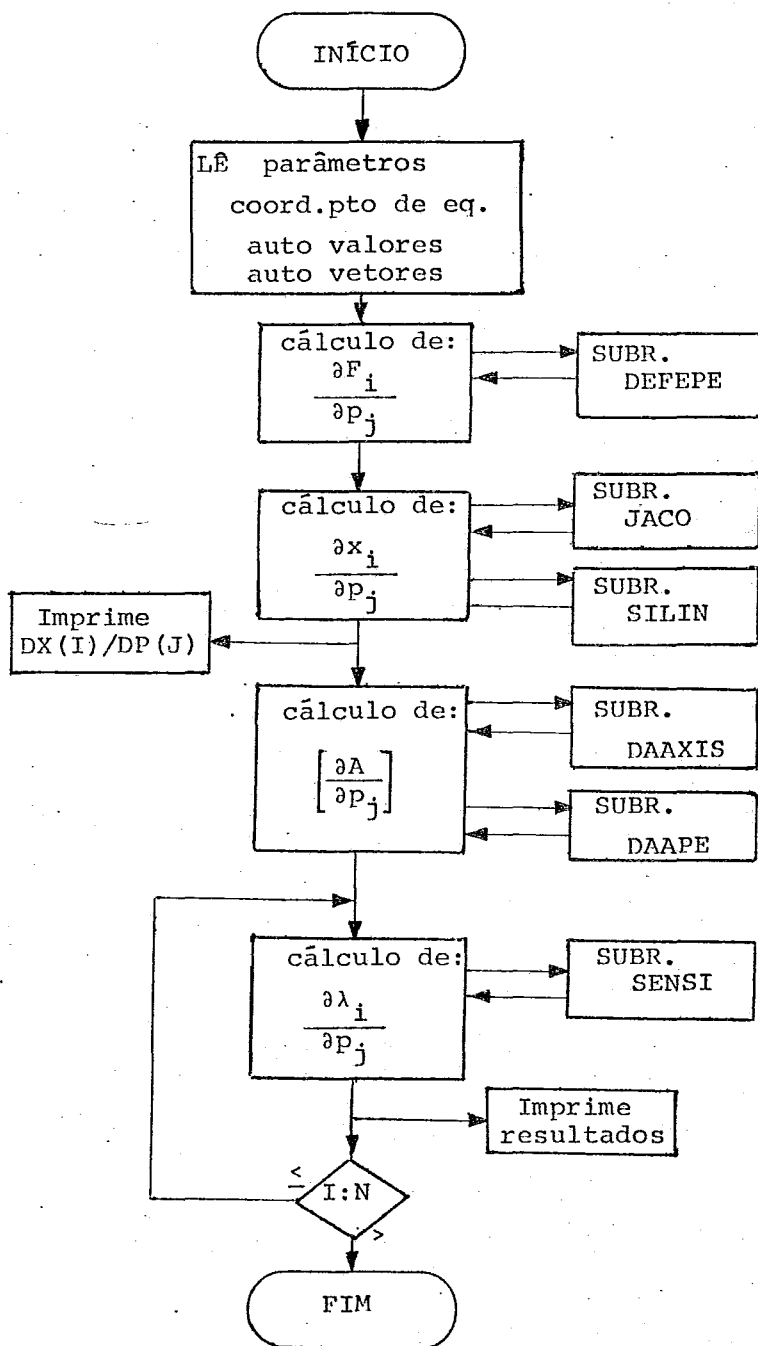 INÍCIO
LÊ parâmetros
coord.pto de eq.
auto valores
auto vetores
cálculo de:
∂F_i
∂p_j
SUBR.
DEFEPE
cálculo de:
∂x_i
∂p_j
SUBR.
JACO
SUBR.
SILIN
Imprime
DX(I)/DP(J)
cálculo de:
[∂A
∂p_j]
SUBR.
DAAXIS
SUBR.
DAAPE
cálculo de:
∂λ_i
∂p_j
SUBR.
SENSI
Imprime
resultados
≤
I:N
>
FIM